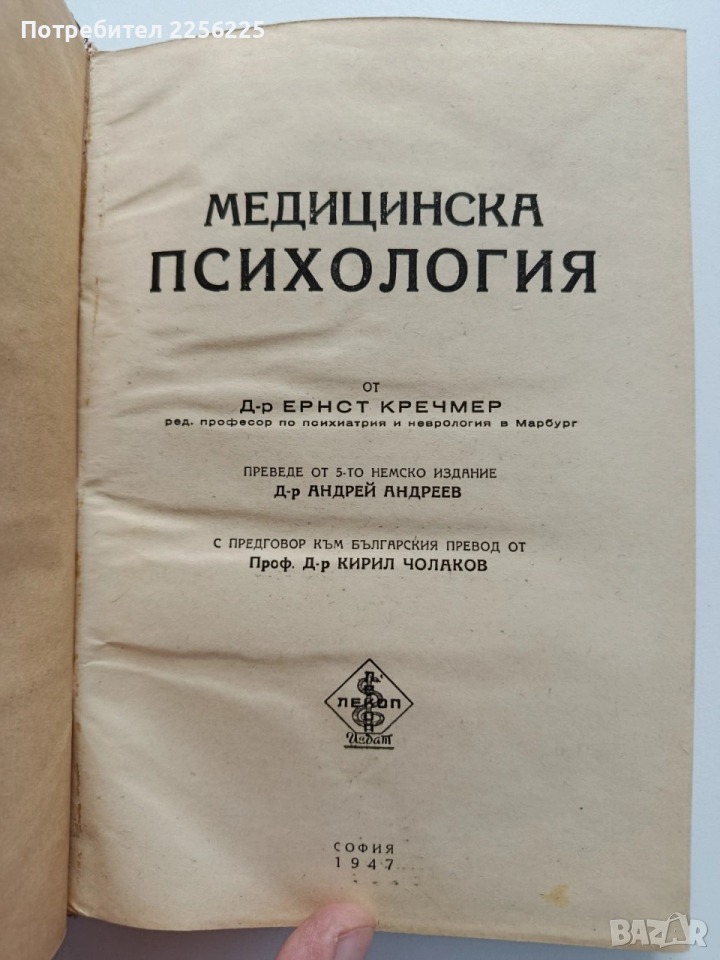 Потребител 2256225
МЕДИЦИНСКА
ПСИХОЛОГИЯ
ОТ
Д-р ЕРНСТ КРЕЧМЕР
ред. професор по психиатрия и неврология в Марбург
ПРЕВЕДЕ ОТ 5-ТО НЕМСКО ИЗДАНИЕ
Д-р АНДРЕЙ АНДРЕЕВ
С ПРЕДГОВОР КЪМ БЪЛГАРСКИЯ ПРЕВОД ОТ
Проф. Д-р КИРИЛ ЧОЛАКОВ
ЛЕКОП
Издат
СОФИЯ
1947
BAZAR